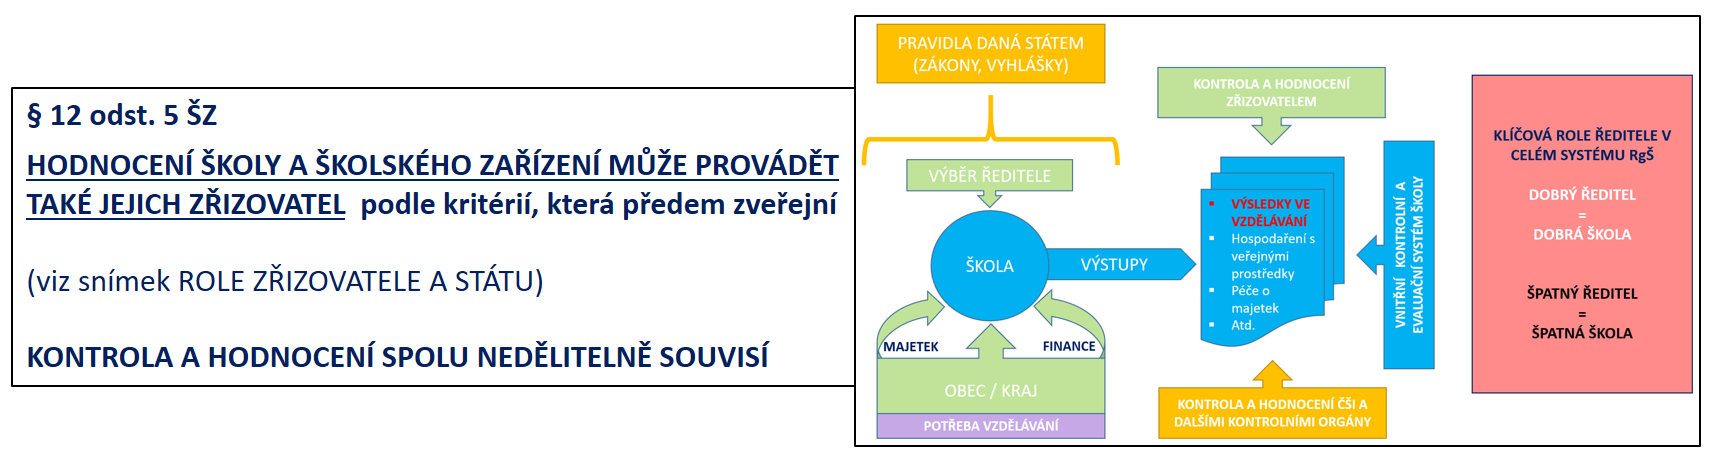 § 12 odst. 5 ŠZ
HODNOCENÍ ŠKOLY A ŠKOLSKÉHO ZAŘÍZENÍ MŮŽE PROVÁDĚT
TAKÉ JEJICH ZŘIZOVATEL podle kritérií, která předem zveřejní
(viz snímek ROLE ZŘIZOVATELE A STÁTU)
KONTROLA A HODNOCENÍ SPOLU NEDĚLITELNĚ SOUVISÍ
PRAVIDLA DANÁ STÁTEM
(ZÁKONY, VYHLÁŠKY)
VÝBĚR ŘEDITELE
ŠKOLA
VÝSTUPY
MAJETEK
FINANCE
OBEC / KRAJ
POTŘEBA VZDĚLÁVÁNÍ
KONTROLA A HODNOCENÍ
ZŘIZOVATELEM
▪ VÝSLEDKY VE
VZDĚLÁVÁNÍ
▪ Hospodaření s
veřejnými
prostředky
▪ Péče o
majetek
▪ Atd.
VNITŘNÍ KONTROLNÍ A
EVALUAČNÍ SYSTÉM ŠKOLY
KONTROLA A HODNOCENÍ ČŠI A
DALŠÍMI KONTROLNÍMI ORGÁNY
KLÍČOVÁ ROLE ŘEDITELE V
CELÉM SYSTÉMU RgŠ
DOBRÝ ŘEDITEL
=
DOBRÁ ŠKOLA
ŠPATNÝ ŘEDITEL
=
ŠPATNÁ ŠKOLA